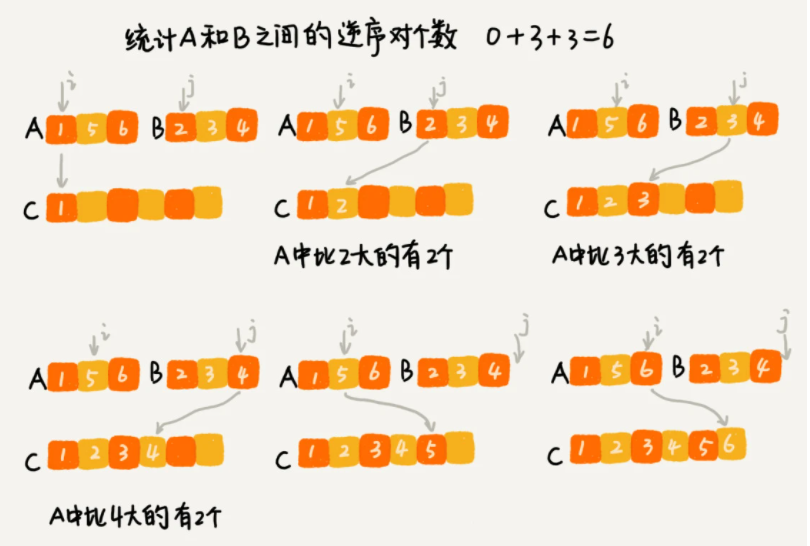 统计A和B之间的逆序对个数 0+3+3=6
i j i j i j
A 1 5 6 B 2 3 4 A 1 5 6 B 2 3 4 A 1 5 6 B 2 3 4
C 1 C 1 2 C 1 2 3
A中比2大的有2个 A中比3大的有2个
i j i j i j
A 1 5 6 B 2 3 4 A 1 5 6 B 2 3 4 A 1 5 6 B 2 3 4
C 1 2 3 4 C 1 2 3 4 5 C 1 2 3 4 5 6
A中比4大的有2个